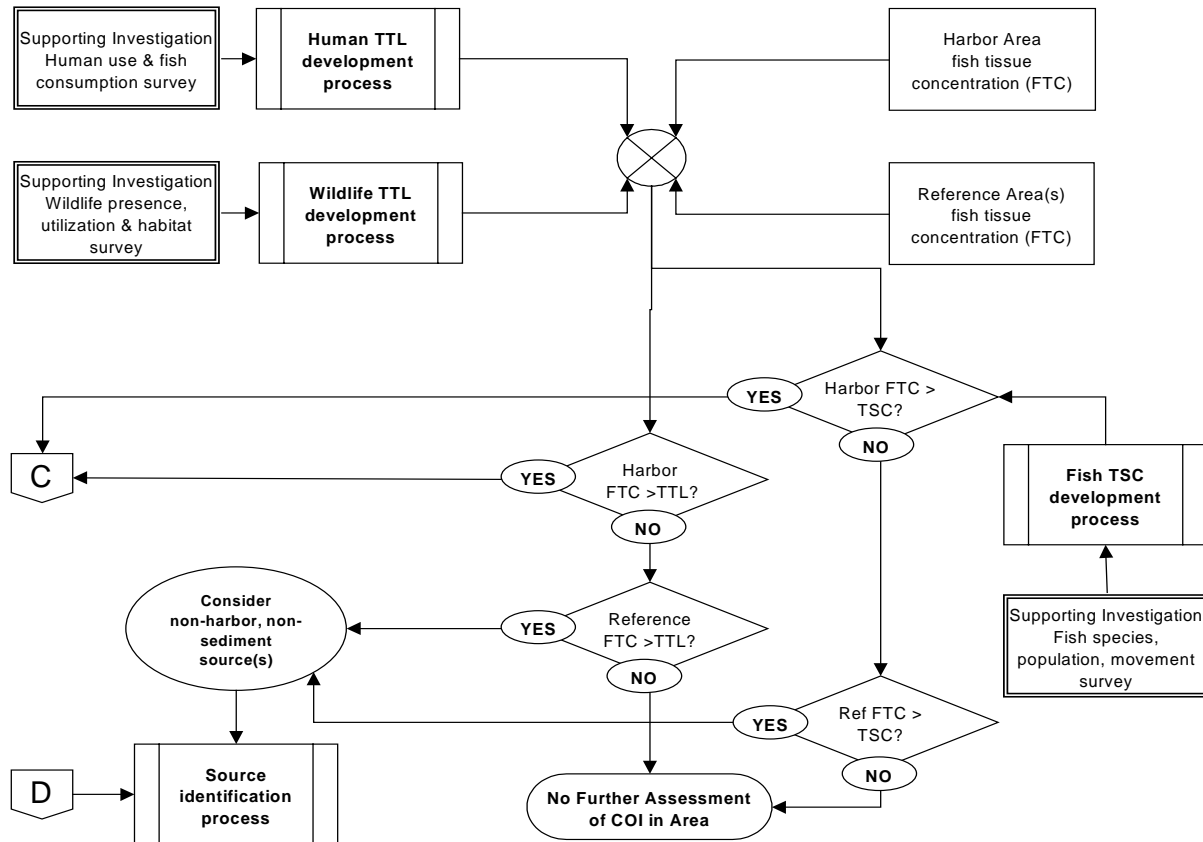 Supporting Investigation
Human use & fish
consumption survey
Human TTL
development
process
Harbor Area
fish tissue
concentration (FTC)
Supporting Investigation
Wildlife presence,
utilization & habitat
survey
Wildlife TTL
development
process
Reference Area(s)
fish tissue
concentration (FTC)
YES
Harbor FTC >
TSC?
NO
C
YES
Harbor
FTC >TTL?
NO
Fish TSC
development
process
Consider
non-harbor, non-
sediment
source(s)
YES
Reference
FTC >TTL?
NO
Supporting Investigation
Fish species,
population, movement
survey
YES
Ref FTC >
TSC?
NO
D
Source
identification
process
No Further Assessment
of COI in Area